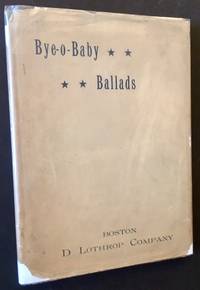 Bye-o-Baby ★ ★
★ ★ Ballads
BOSTON
D LOTHROP COMPANY